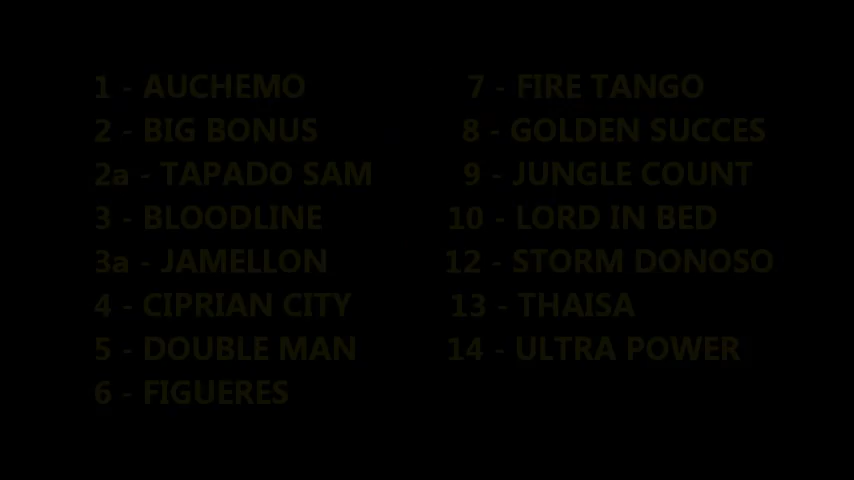 1 - AUCHEMO
2 - BIG BONUS
2a - TAPADO SAM
3 - BLOODLINE
3a - JAMELLON
4 - CIPRIAN CITY
5 - DOUBLE MAN
6 - FIGUERES
7 - FIRE TANGO
8 - GOLDEN SUCCES
9 - JUNGLE COUNT
10 - LORD IN BED
12 - STORM DONOSO
13 - THAISA
14 - ULTRA POWER